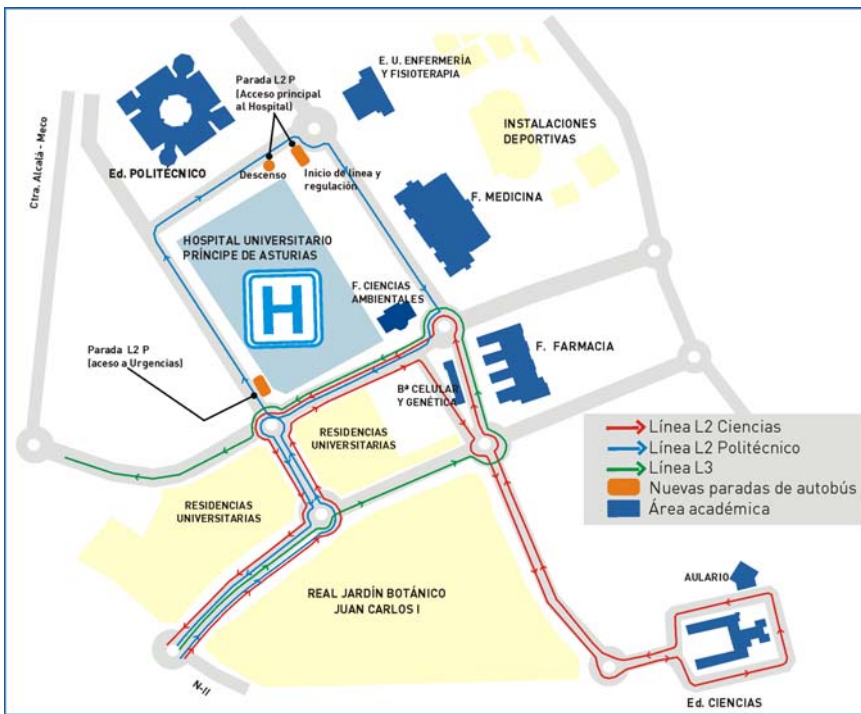 E. U. ENFERMERÍA
Y FISIOTERAPIA
Parada L2 P
(Acceso principal
al Hospital)
INSTALACIONES
DEPORTIVAS
Ctra. Alcalá - Meco
Ed. POLITÉCNICO
Descenso
Inicio de línea y
regulación
F. MEDICINA
HOSPITAL UNIVERSITARIO
PRÍNCIPE DE ASTURIAS
H
F. CIENCIAS
AMBIENTALES
F. FARMACIA
Parada L2 P
(aceso a Urgencias)
Bª CELULAR
Y GENÉTICA
RESIDENCIAS
UNIVERSITARIAS
Línea L2 Ciencias
Línea L2 Politécnico
Línea L3
Nuevas paradas de autobús
Área académica
RESIDENCIAS
UNIVERSITARIAS
REAL JARDÍN BOTÁNICO
JUAN CARLOS I
AULARIO
N-II
Ed. CIENCIAS